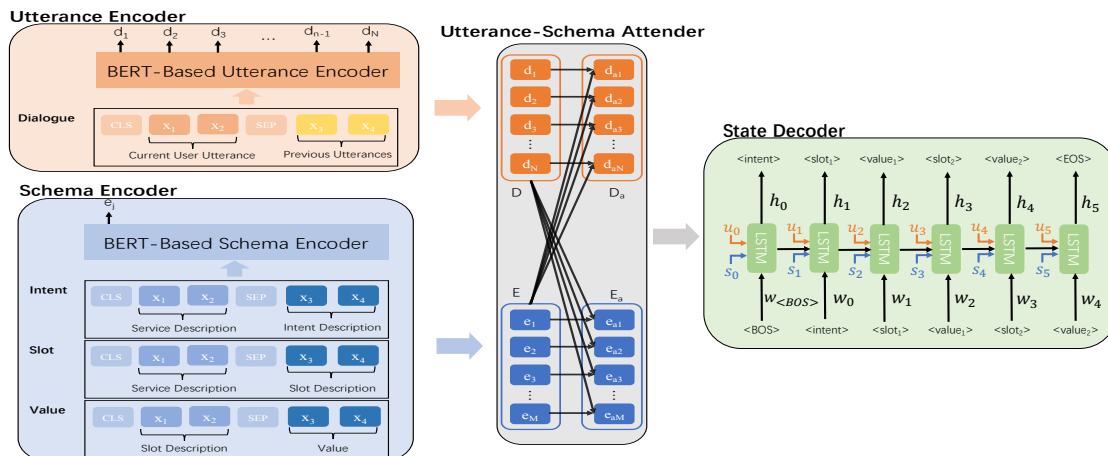 Utterance Encoder
d1 d2 d3 ... dn-1 dN
BERT-Based Utterance Encoder
Dialogue
CLS x1 x2 SEP x3 x4
Current User Utterance Previous Utterances
Schema Encoder
ei
BERT-Based Schema Encoder
Intent
CLS x1 x2 SEP x3 x4
Service Description Intent Description
Slot
CLS x1 x2 SEP x3 x4
Service Description Slot Description
Value
CLS x1 x2 SEP x3 x4
Slot Description Value
Utterance-Schema Attender
d1 da1
d2 da2
d3 da3
⋮ ⋮
dN daN
D Da
E Ea
e1 ea1
e2 ea2
e3 ea3
⋮ ⋮
eM eaM
State Decoder
<intent> <slot1> <value1> <slot2> <value2> <EOS>
h0 h1 h2 h3 h4 h5
u0 u1 u2 u3 u4 u5
LSTM LSTM LSTM LSTM LSTM LSTM
s0 s1 s2 s3 s4 s5
w<BOS> w0 w1 w2 w3 w4
<BOS> <intent> <slot1> <value1> <slot2> <value2>